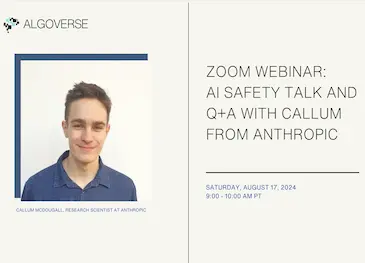 ALGOVERSE
CALLUM MCDOUGALL, RESEARCH SCIENTIST AT ANTHROPIC
ZOOM WEBINAR:
AI SAFETY TALK AND
Q+A WITH CALLUM
FROM ANTHROPIC
SATURDAY, AUGUST 17, 2024
9:00 - 10:00 AM PT